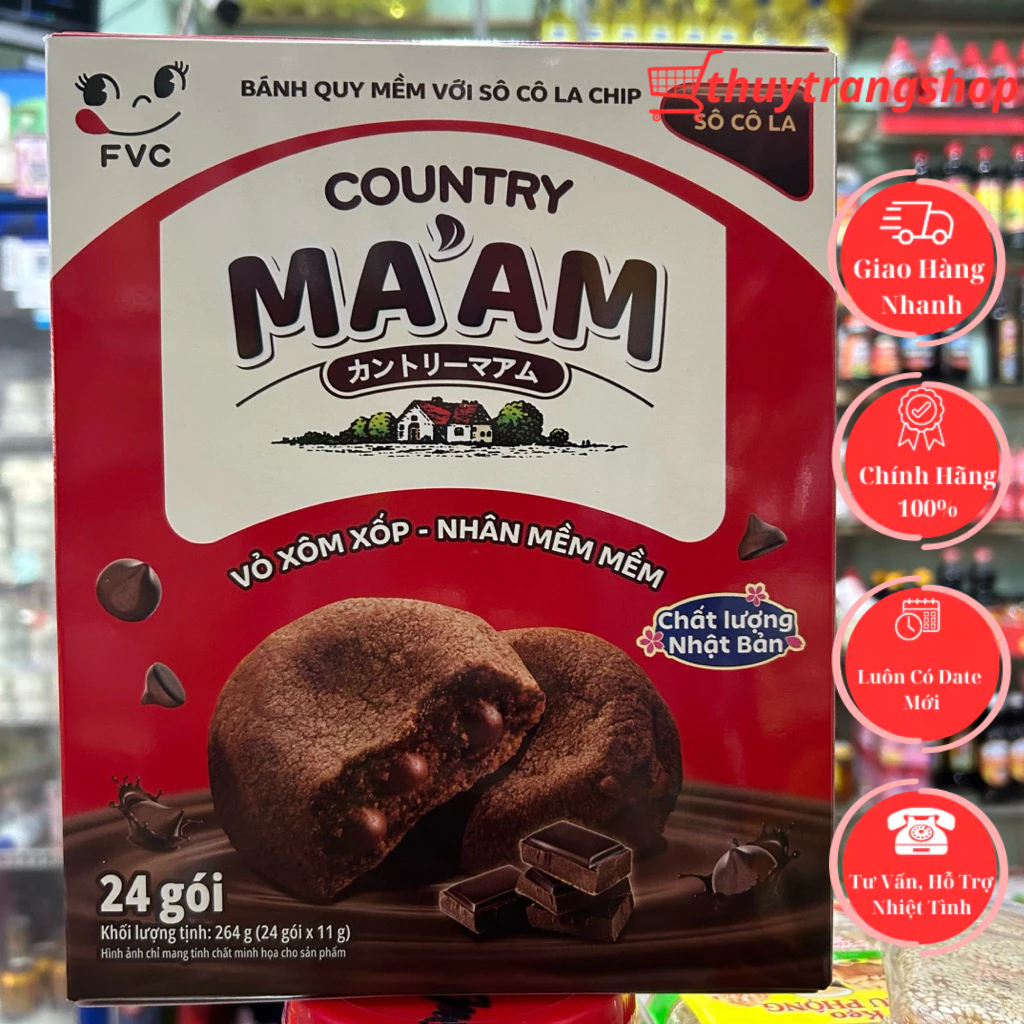 FVC
BÁNH QUY MỀM VỚI SÔ CÔ LA CHIP
thuytrangshop
SÔ CÔ LA
COUNTRY
MA'AM
カントリーマアム
VỎ XÔM XỐP - NHÂN MỀM MỀM
Chất lượng
Nhật Bản
24 gói
Khối lượng tịnh: 264 g (24 gói x 11 g)
Hình ảnh chỉ mang tính chất minh họa cho sản phẩm
Giao Hàng
Nhanh
Chính Hãng
100%
Luôn Có Date
Mới
Tư Vấn, Hỗ Trợ
Nhiệt Tình
Kẹo
PHỘNG